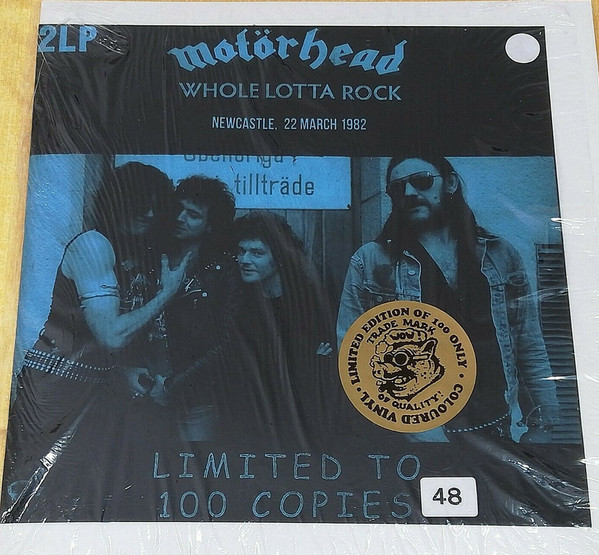 2LP
motörhead
WHOLE LOTTA ROCK
NEWCASTLE, 22 MARCH 1982
tillträde
LIMITED EDITION OF 100 ONLY • COLOURED VINYL •
TRADE MARK
WOW!
OF QUALITY!
LIMITED TO
100 COPIES
48